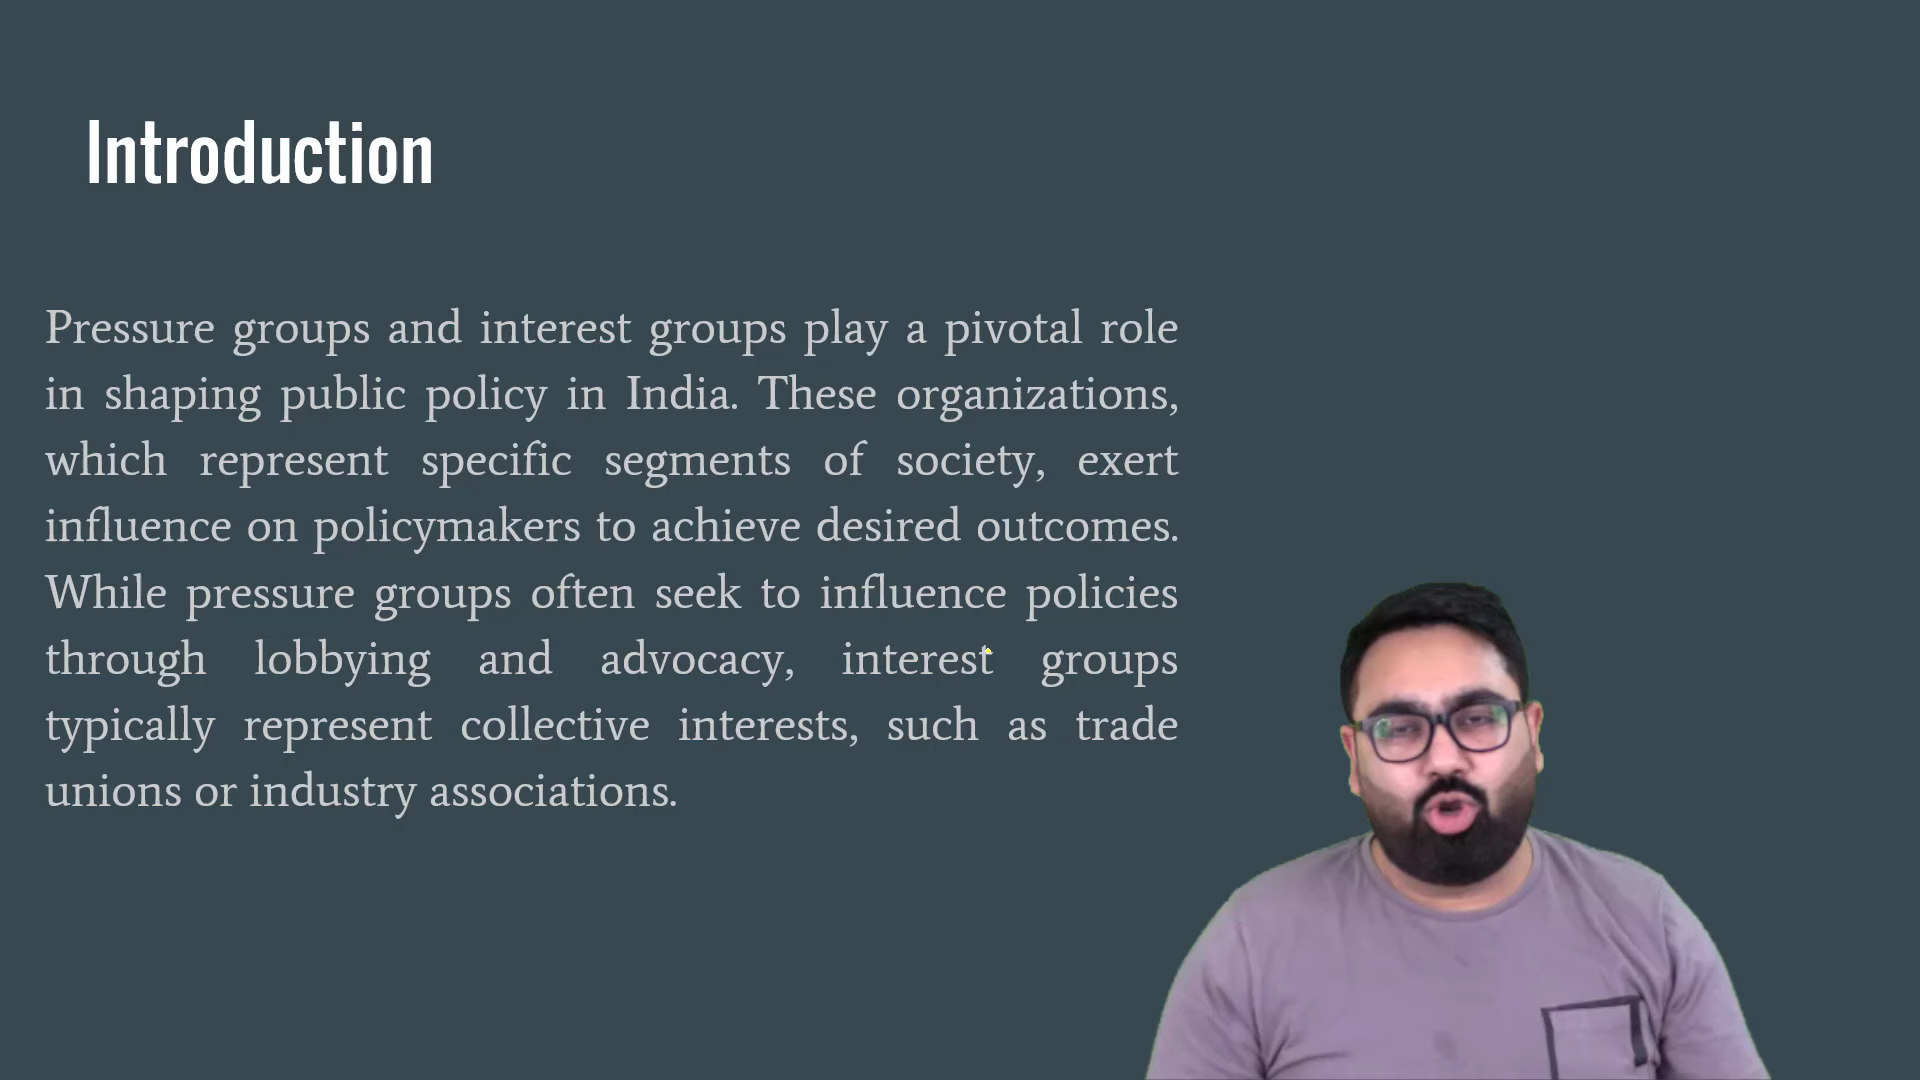 Introduction
Pressure groups and interest groups play a pivotal role
in shaping public policy in India. These organizations,
which represent specific segments of society, exert
influence on policymakers to achieve desired outcomes.
While pressure groups often seek to influence policies
through lobbying and advocacy, interest groups
typically represent collective interests, such as trade
unions or industry associations.